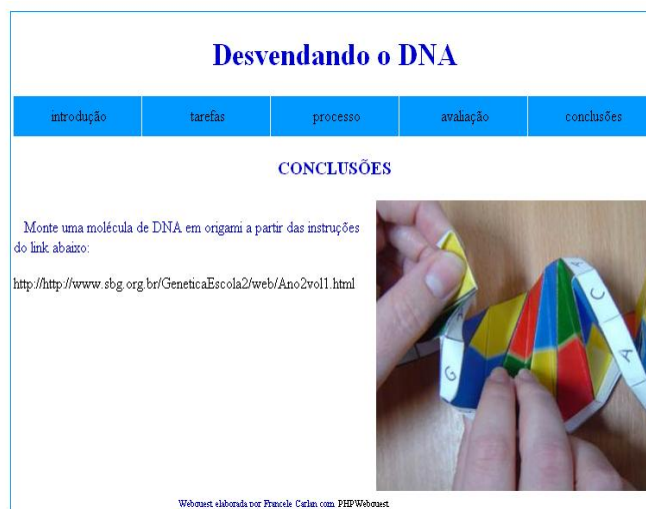 Desvendando o DNA
introdução tarefas processo avaliação conclusões
CONCLUSÕES
Monte uma molécula de DNA em origami a partir das instruções
do link abaixo:
http://http://www.sbg.org.br/GeneticaEscola2/web/Ano2vol1.html
G
A
C
A
Webquest elaborada por Francele Carlan com PHPWebquest